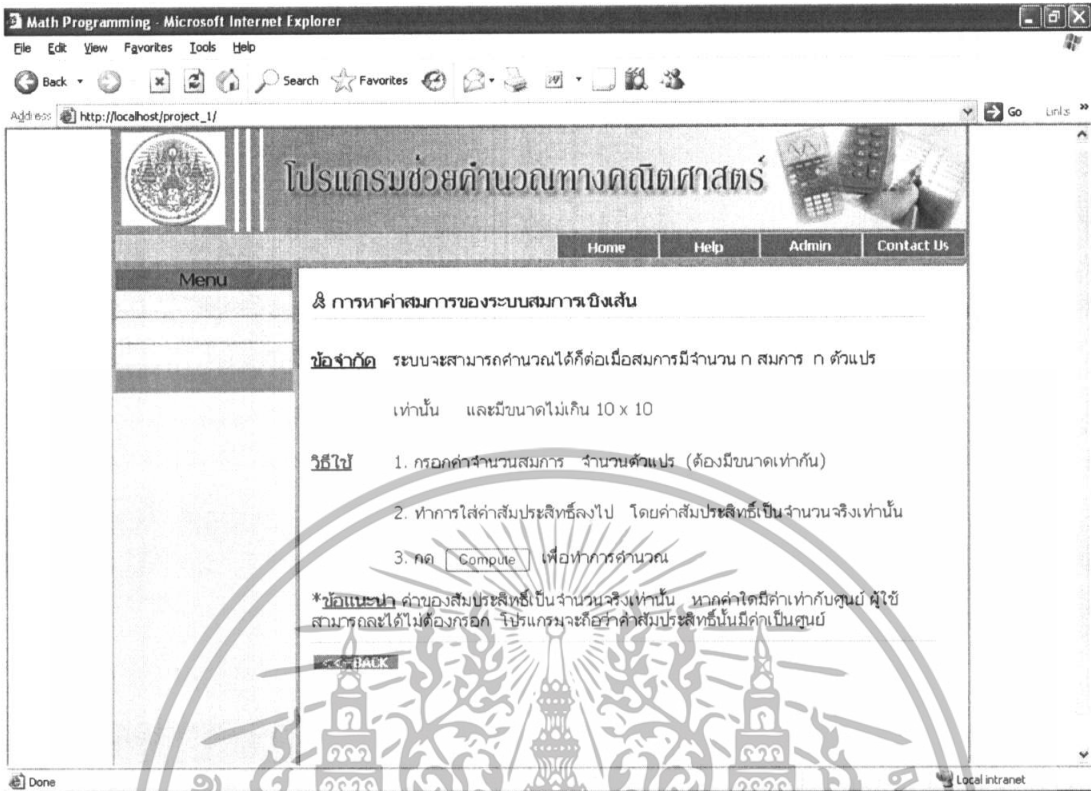 Math Programming - Microsoft Internet Explorer
File Edit View Favorites Tools Help
Back Search Favorites
Address http://localhost/project_1/ Go Links »
โปรแกรมช่วยคำนวณทางคณิตศาสตร์
Home Help Admin Contact Us
Menu
การหาค่าสมการของระบบสมการเชิงเส้น
ข้อจำกัด ระบบจะสามารถคำนวณได้ก็ต่อเมื่อสมการมีจำนวน n สมการ n ตัวแปร
เท่านั้น และมีขนาดไม่เกิน 10 x 10
วิธีใช้ 1. กรอกค่าจำนวนสมการ จำนวนตัวแปร (ต้องมีขนาดเท่ากัน)
2. ทำการใส่ค่าสัมประสิทธิ์ลงไป โดยค่าสัมประสิทธิ์เป็นจำนวนจริงเท่านั้น
3. กด Compute เพื่อทำการคำนวณ
*ข้อแนะนำ ค่าของสัมประสิทธิ์เป็นจำนวนจริงเท่านั้น หากค่าใดมีค่าเท่ากับศูนย์ ผู้ใช้
สามารถละได้ไม่ต้องกรอก โปรแกรมจะถือว่าค่าสัมประสิทธิ์นั้นมีค่าเป็นศูนย์
<<<BACK
Done Local intranet